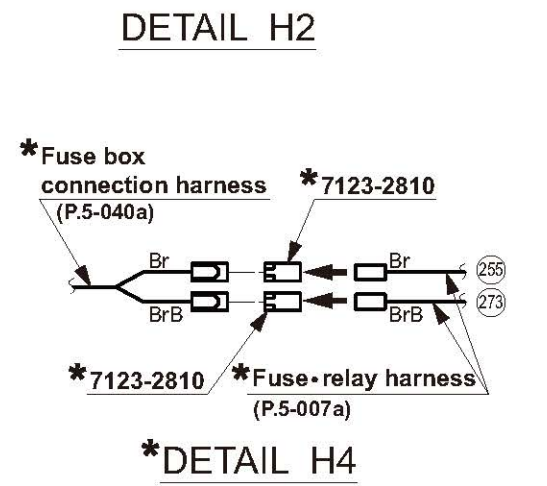 DETAIL H2
*Fuse box
connection harness
(P.5-040a)
*7123-2810
Br
Br
255
BrB
BrB
273
*7123-2810
*Fuse•relay harness
(P.5-007a)
*DETAIL H4